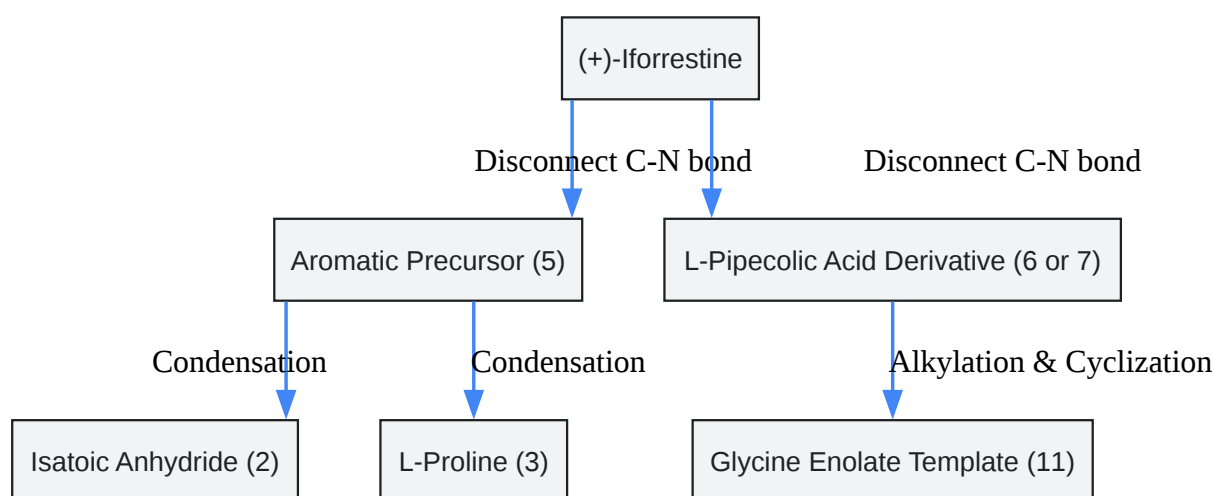 (+)-Iforrestine
Disconnect C-N bond
Disconnect C-N bond
Aromatic Precursor (5)
L-Pipecolic Acid Derivative (6 or 7)
Condensation
Condensation
Alkylation & Cyclization
Isatoic Anhydride (2)
L-Proline (3)
Glycine Enolate Template (11)